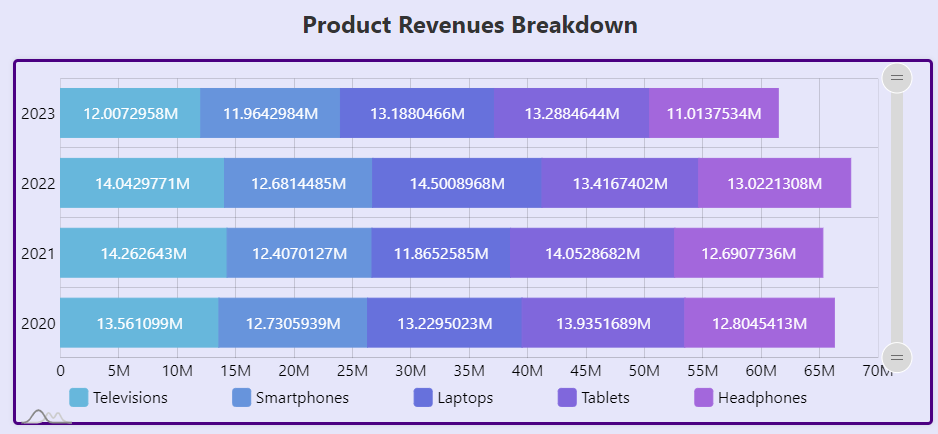 Product Revenues Breakdown
2023 12.0072958M 11.9642984M 13.1880466M 13.2884644M 11.0137534M
2022 14.0429771M 12.6814485M 14.5008968M 13.4167402M 13.0221308M
2021 14.262643M 12.4070127M 11.8652585M 14.0528682M 12.6907736M
2020 13.561099M 12.7305939M 13.2295023M 13.9351689M 12.8045413M
0 5M 10M 15M 20M 25M 30M 35M 40M 45M 50M 55M 60M 65M 70M
Televisions Smartphones Laptops Tablets Headphones